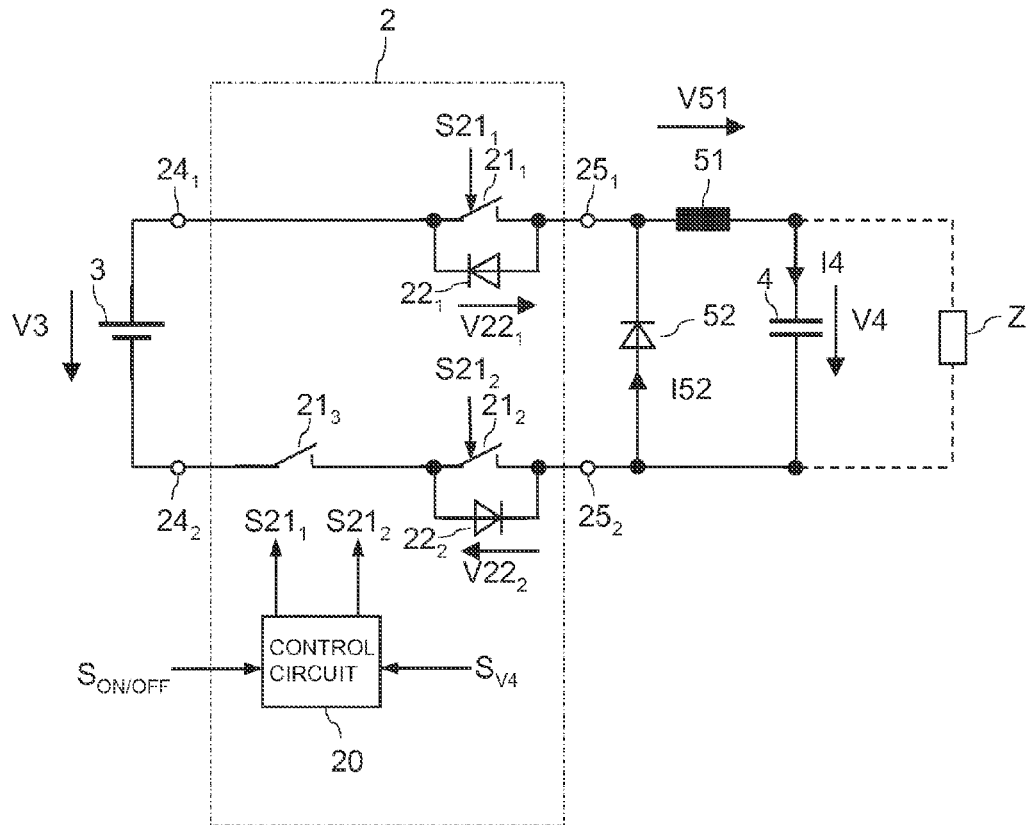 2
V51
S21₁
21₁
24₁
25₁
51
3
22₁
I4
4
52
V3
V22₁
V4
Z
S21₂
I52
21₃
21₂
24₂
25₂
S21₁
S21₂
22₂
V22₂
CONTROL
CIRCUIT
S_ON/OFF
S_V4
20